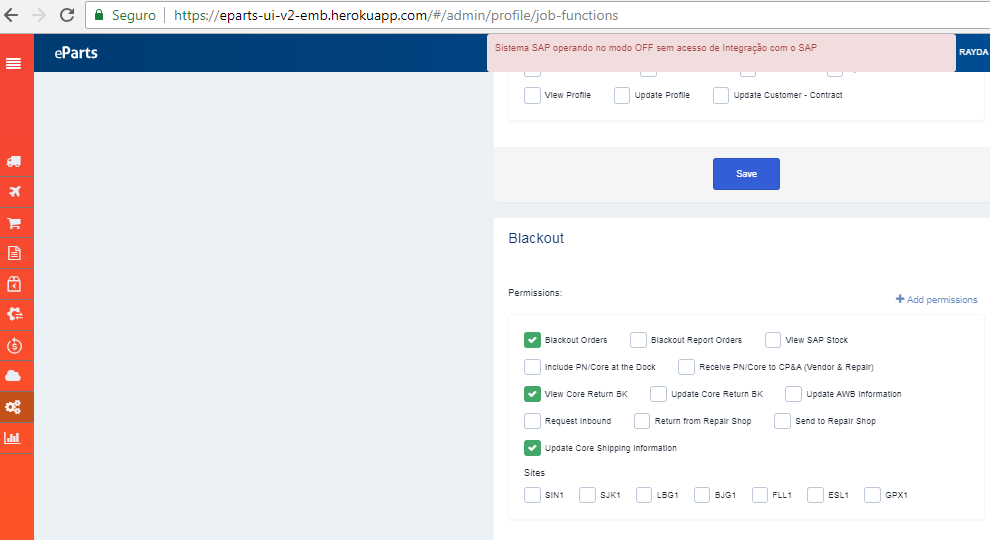 Seguro https://eparts-ui-v2-emb.herokuapp.com/#/admin/profile/job-functions
eParts
Sistema SAP operando no modo OFF sem acesso de Integração com o SAP
RAYDA
View Profile Update Profile Update Customer - Contract
Save
Blackout
Permissions:
Add permissions
Blackout Orders Blackout Report Orders View SAP Stock
Include PN/Core at the Dock Receive PN/Core to CP&A (Vendor & Repair)
View Core Return BK Update Core Return BK Update AWB Information
Request Inbound Return from Repair Shop Send to Repair Shop
Update Core Shipping Information
Sites
SIN1 SJK1 LBG1 BJG1 FLL1 ESL1 GPX1